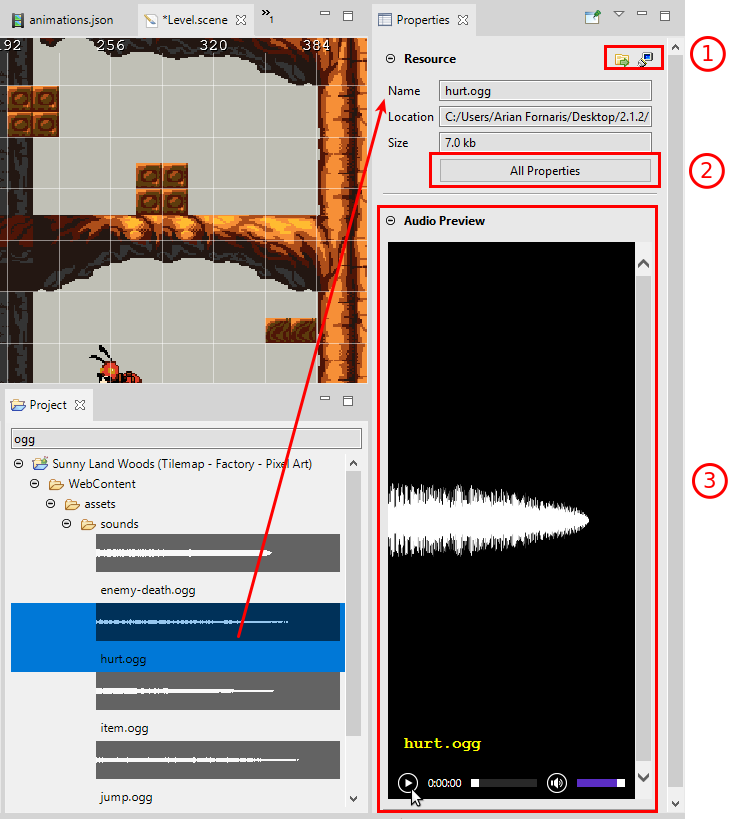 animations.json
*Level.scene
»1
192 256 320 384
Properties
Resource
Name
hurt.ogg
Location
C:/Users/Arian Fornaris/Desktop/2.1.2/
Size
7.0 kb
All Properties
Audio Preview
hurt.ogg
0:00:00
1
2
3
Project
ogg
Sunny Land Woods (Tilemap - Factory - Pixel Art)
WebContent
assets
sounds
enemy-death.ogg
hurt.ogg
item.ogg
jump.ogg